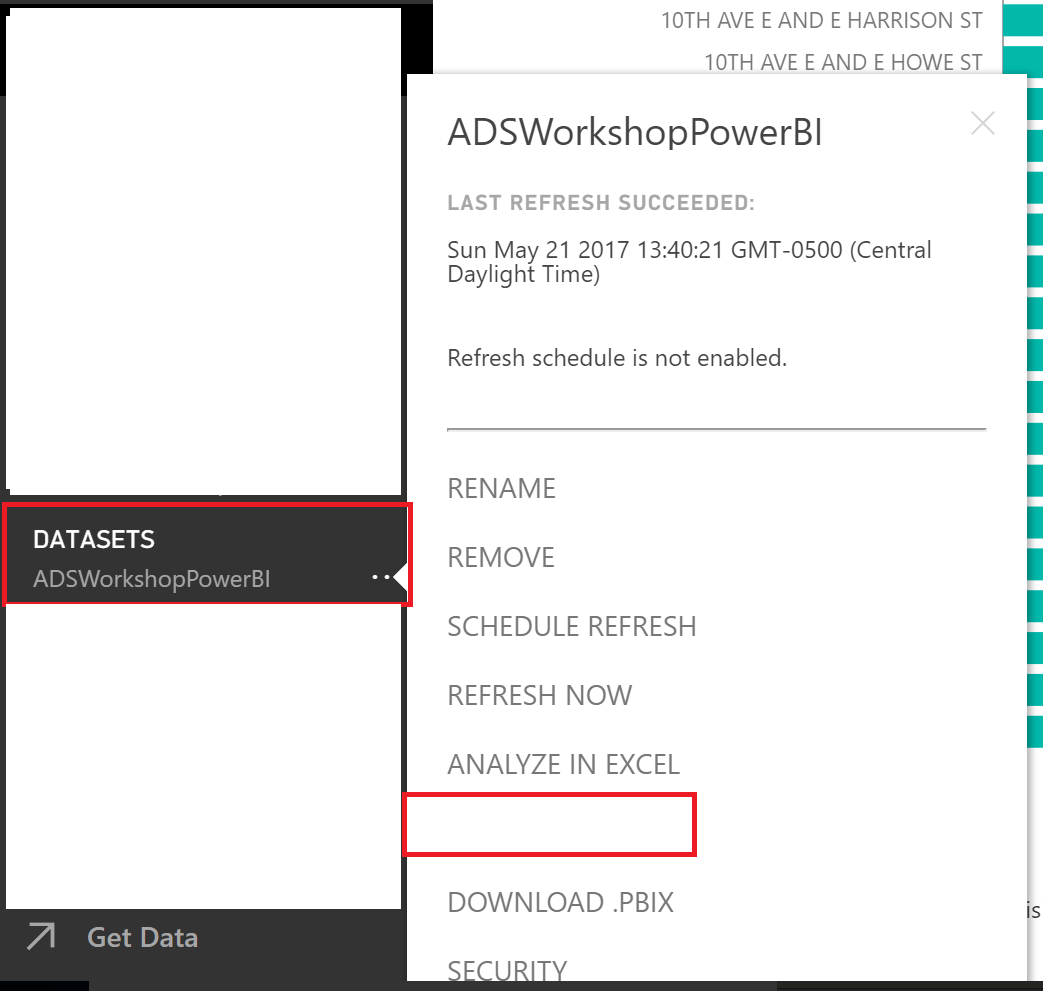 10TH AVE E AND E HARRISON ST
10TH AVE E AND E HOWE ST
ADSWorkshopPowerBI
LAST REFRESH SUCCEEDED:
Sun May 21 2017 13:40:21 GMT-0500 (Central
Daylight Time)
Refresh schedule is not enabled.
RENAME
REMOVE
SCHEDULE REFRESH
REFRESH NOW
ANALYZE IN EXCEL
DOWNLOAD .PBIX
SECURITY
DATASETS
ADSWorkshopPowerBI
Get Data
is